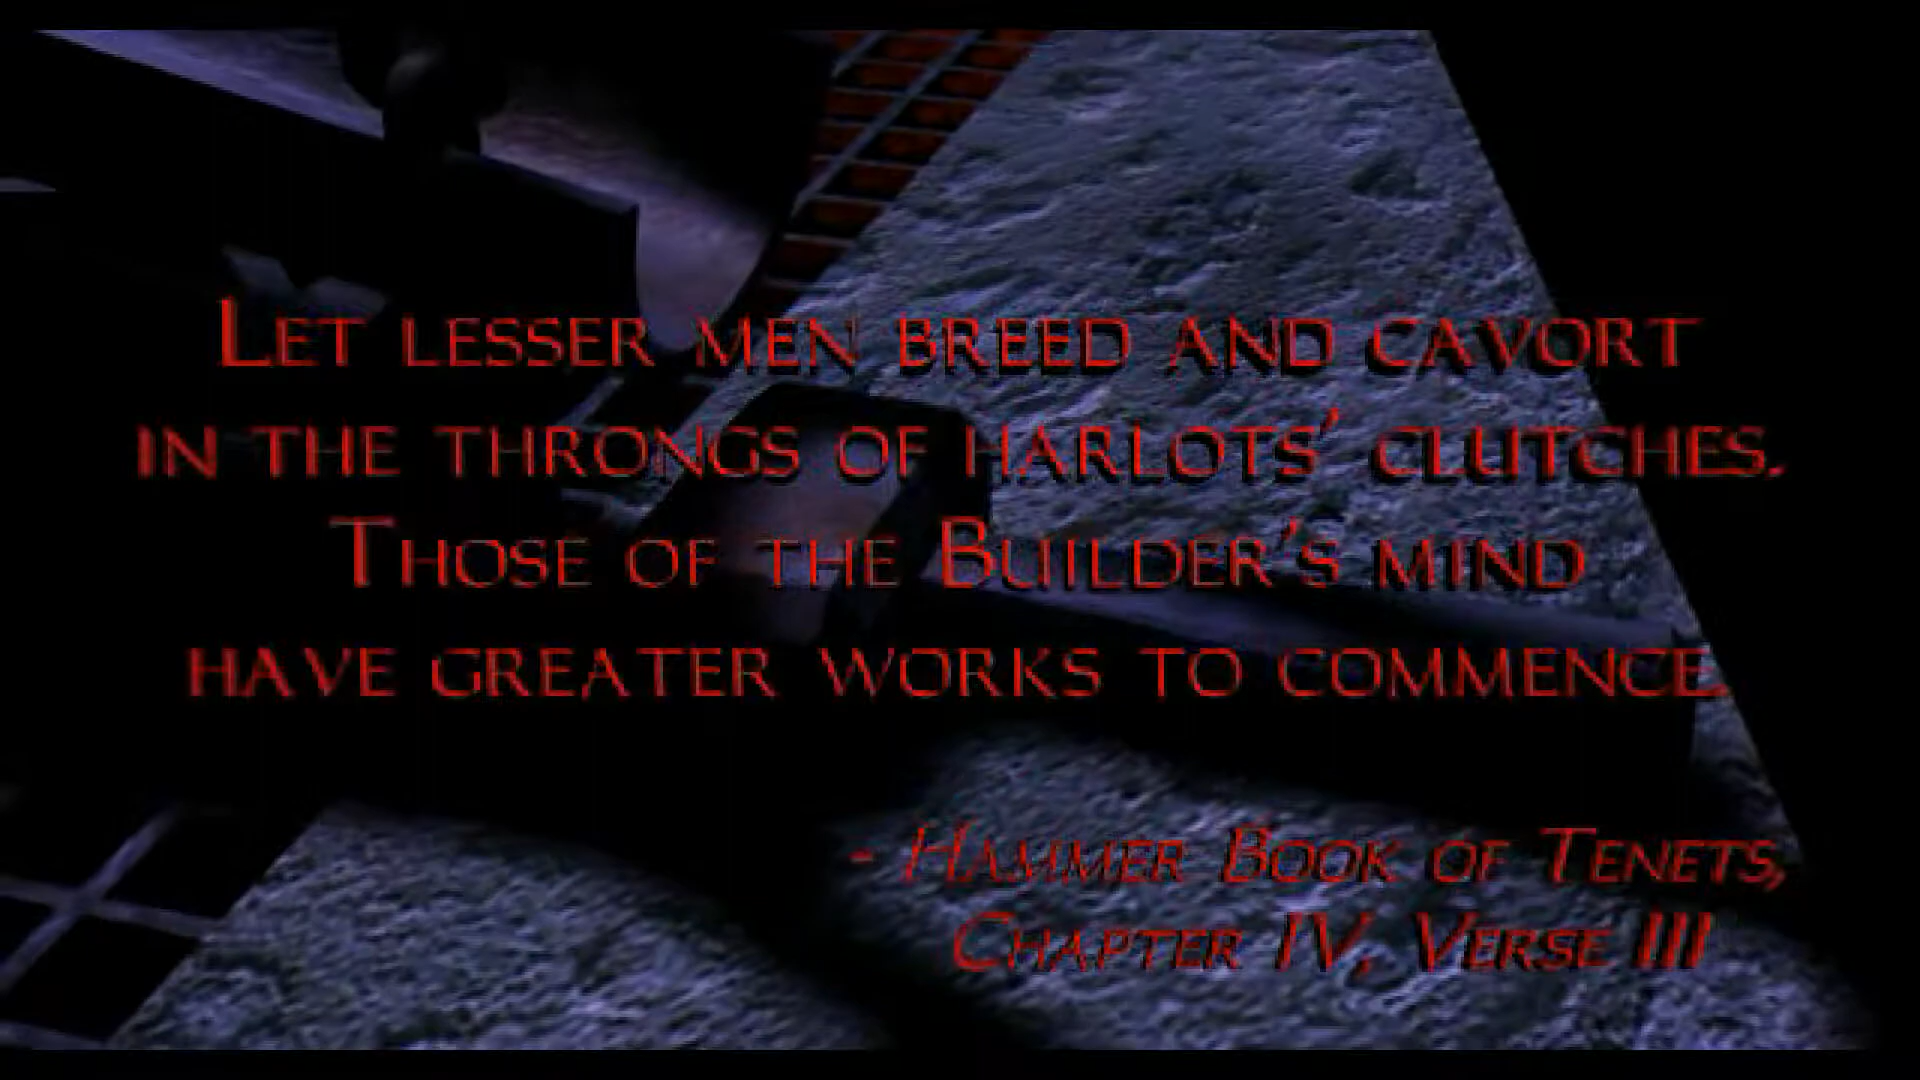 Let lesser men breed and cavort
in the throngs of harlots' clutches.
Those of the Builder's mind
have greater works to commence.
- Hammer Book of Tenets,
Chapter IV, Verse III